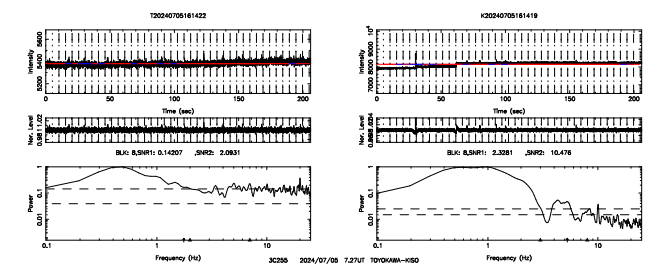 T20240705161422
K20240705161419
Intensity
5200 5400 5600
0 50 100 150 200
Time (sec)
Intensity
7000 8000 9000 10⁴
0 50 100 150 200
Time (sec)
Nor. Level
Nor. Level
BLK: 8,SNR1: 0.14207 ,SNR2: 2.0931
BLK: 8,SNR1: 2.3281 ,SNR2: 10.476
Power
0.01 0.1 1
0.1 1 10
Frequency (Hz)
Power
0.01 0.1 1
0.1 1 10
Frequency (Hz)
3C255 2024/07/05 7.27UT TOYOKAWA-KISO